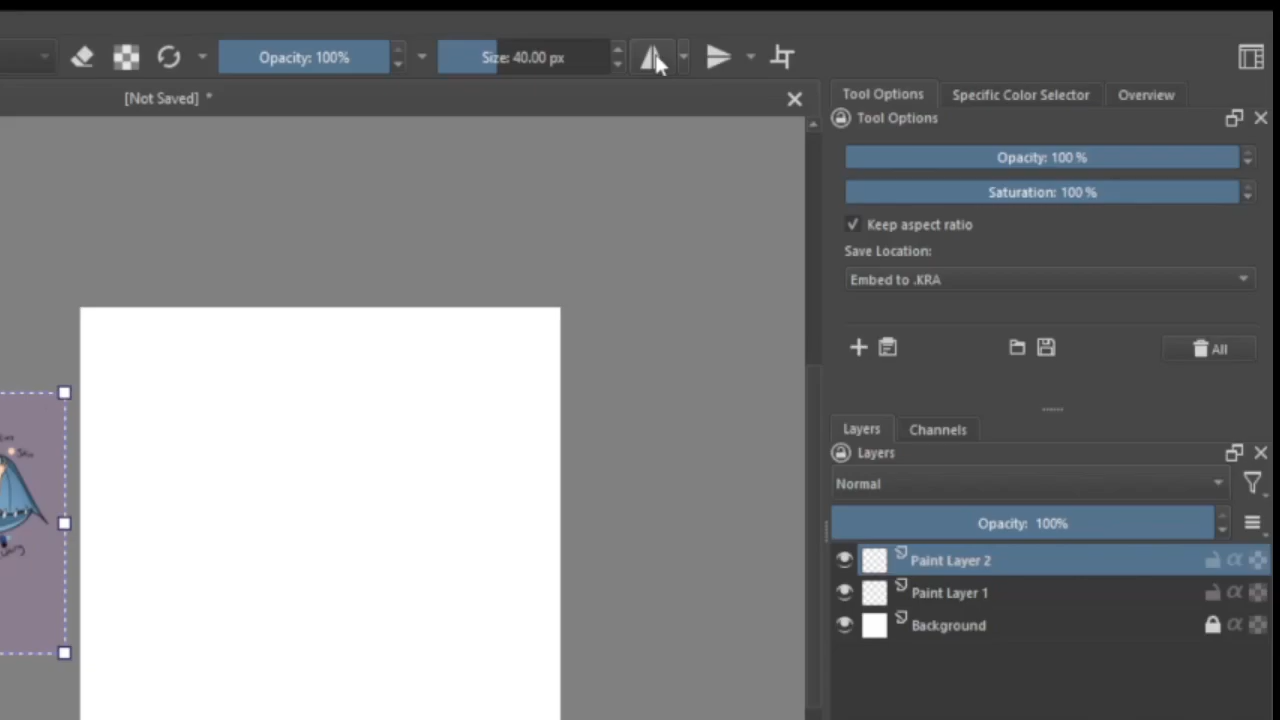 Opacity: 100%
Size: 40.00 px
[Not Saved] *
Tool Options
Specific Color Selector
Overview
Tool Options
Opacity: 100 %
Saturation: 100 %
Keep aspect ratio
Save Location:
Embed to .KRA
All
Layers
Channels
Layers
Normal
Opacity: 100%
Paint Layer 2
Paint Layer 1
Background
Skin